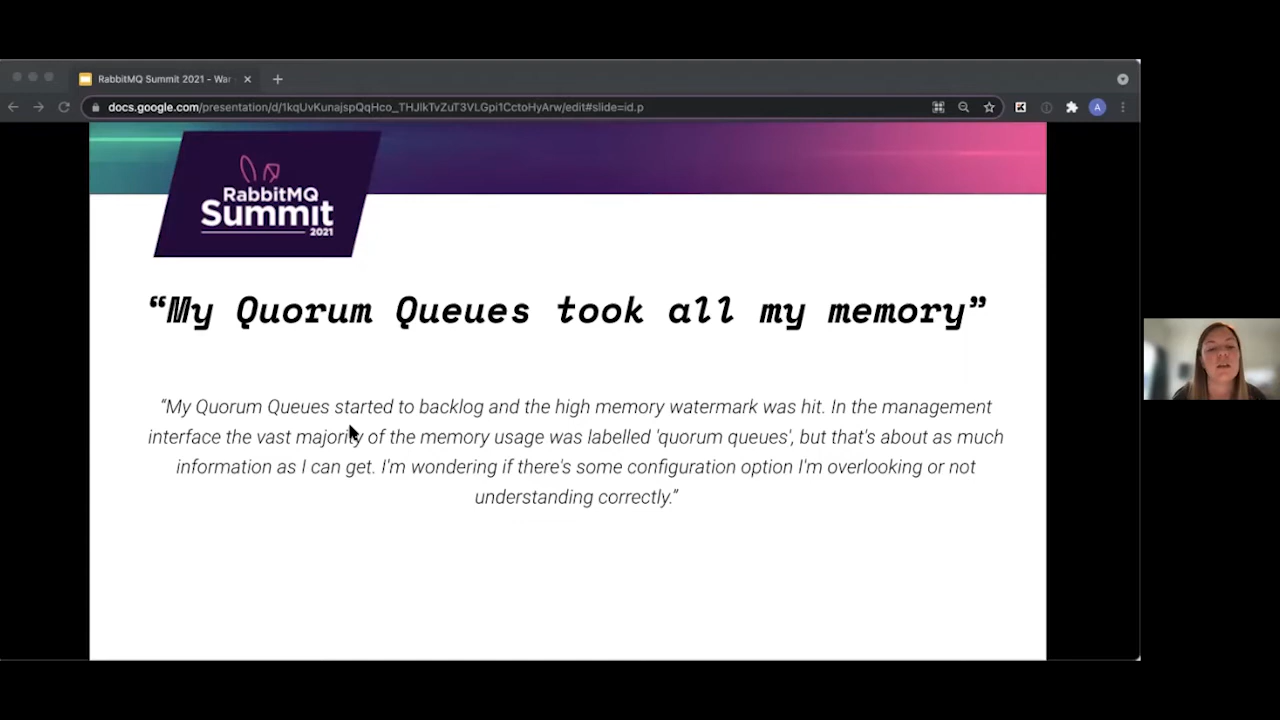 RabbitMQ Summit 2021 - War
docs.google.com/presentation/d/1kqUvKunajspQqHco_THJlkTvZuT3VLGpi1CctoHyArw/edit#slide=id.p
A
RabbitMQ
Summit
2021
“My Quorum Queues took all my memory”
“My Quorum Queues started to backlog and the high memory watermark was hit. In the management
interface the vast majority of the memory usage was labelled 'quorum queues', but that's about as much
information as I can get. I'm wondering if there's some configuration option I'm overlooking or not
understanding correctly.”